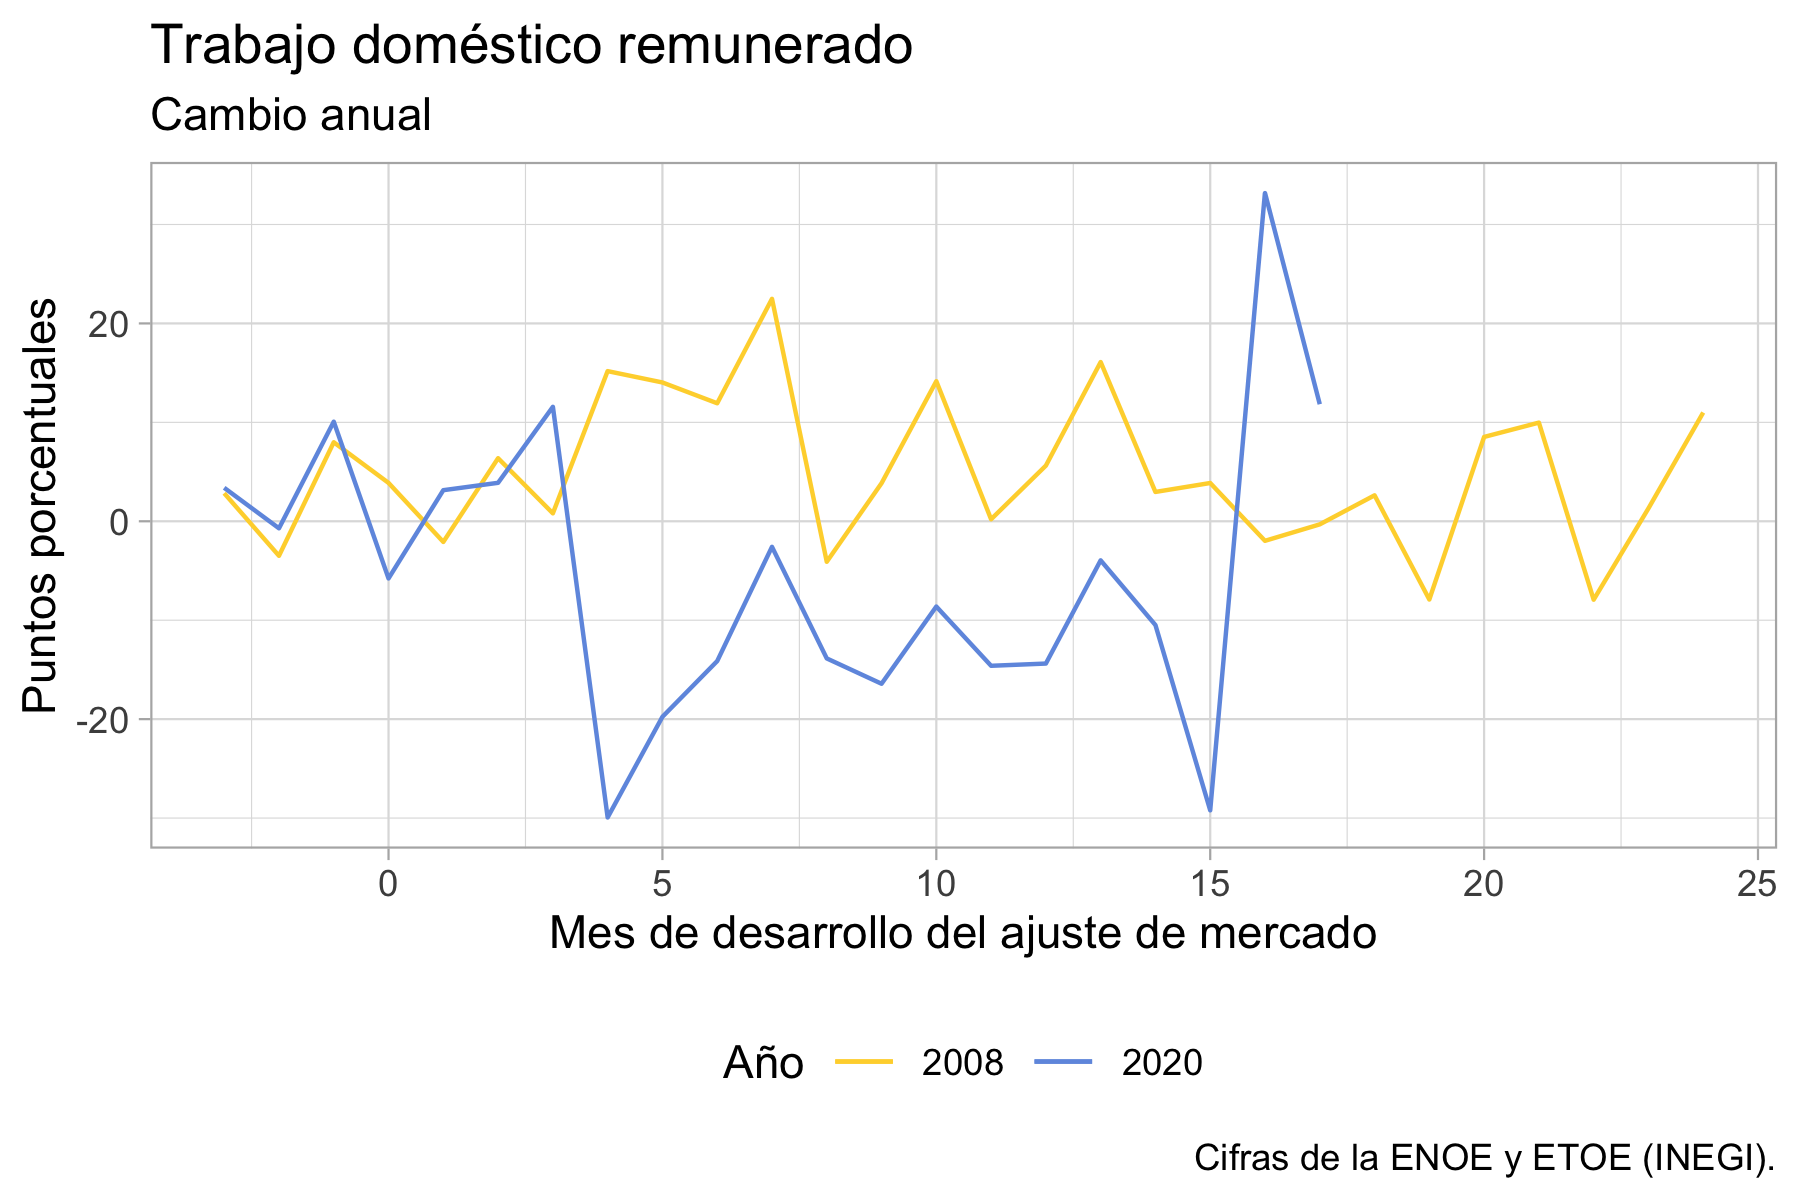 Trabajo doméstico remunerado
Cambio anual
Puntos porcentuales
20
0
-20
0 5 10 15 20 25
Mes de desarrollo del ajuste de mercado
Año 2008 2020
Cifras de la ENOE y ETOE (INEGI).